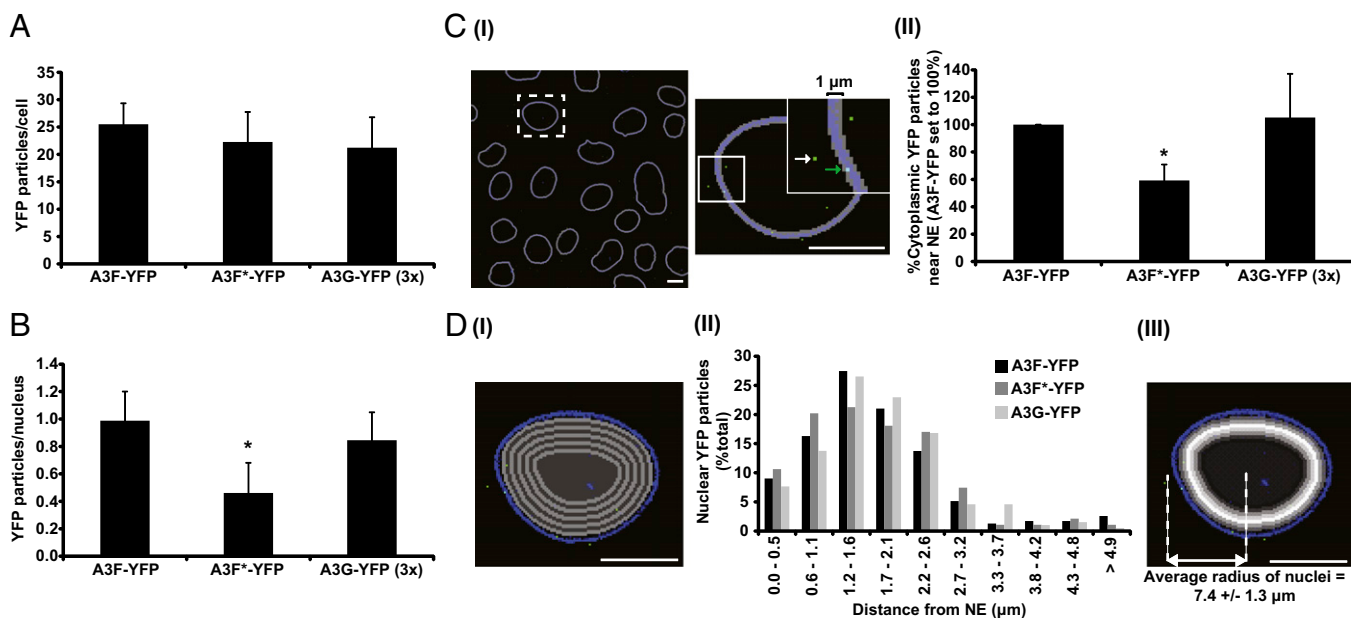 A
YFP particles/cell
35
30
25
20
15
10
5
0
A3F-YFP
A3F*-YFP
A3G-YFP (3x)
B
YFP particles/nucleus
1.4
1.2
1.0
0.8
0.6
0.4
0.2
0.0
*
A3F-YFP
A3F*-YFP
A3G-YFP (3x)
C (I)
1 µm
(II)
%Cytoplasmic YFP particles
near NE (A3F-YFP set to 100%)
160
140
120
100
80
60
40
20
0
*
A3F-YFP
A3F*-YFP
A3G-YFP (3x)
D (I)
(II)
Nuclear YFP particles
(%total)
30
25
20
15
10
5
0
A3F-YFP
A3F*-YFP
A3G-YFP
0.0 - 0.5
0.6 - 1.1
1.2 - 1.6
1.7 - 2.1
2.2 - 2.6
2.7 - 3.2
3.3 - 3.7
3.8 - 4.2
4.3 - 4.8
> 4.9
Distance from NE (µm)
(III)
Average radius of nuclei =
7.4 +/- 1.3 µm